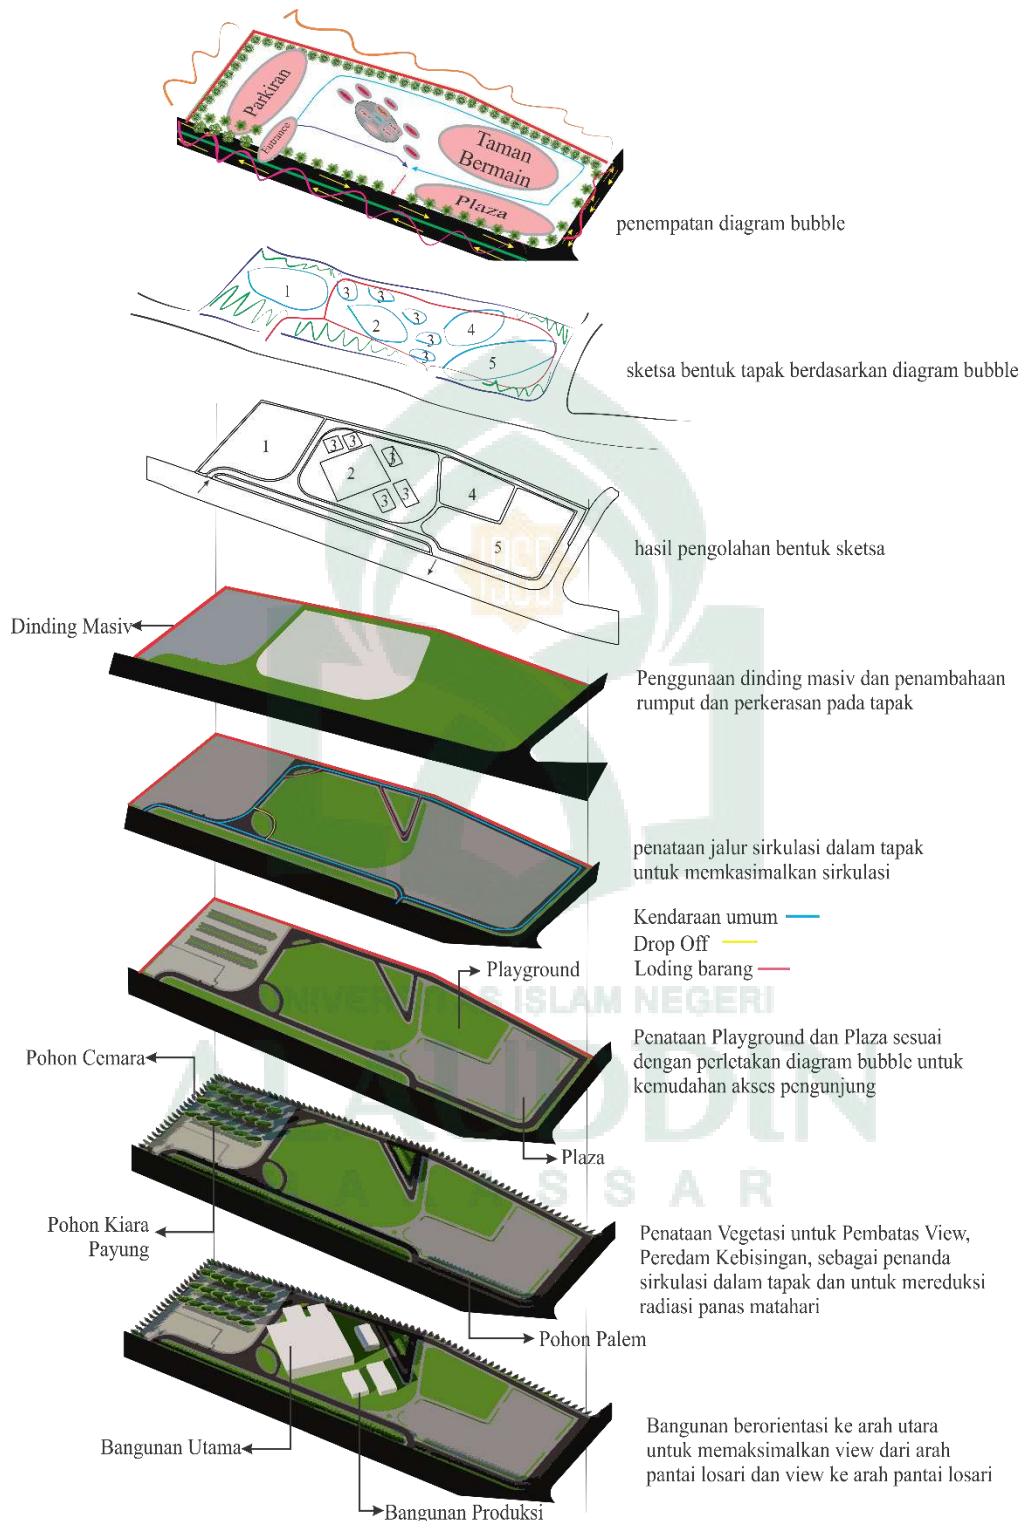 Parkiran
Entrance
Taman
Bermain
Plaza
penempatan diagram bubble
1
3
3
3
2
4
3
3
5
sketsa bentuk tapak berdasarkan diagram bubble
1
3
3
3
2
3
3
4
5
hasil pengolahan bentuk sketsa
Dinding Masiv
Penggunaan dinding masiv dan penambahaan
rumput dan perkerasan pada tapak
penataan jalur sirkulasi dalam tapak
untuk memkasimalkan sirkulasi
Kendaraan umum
Drop Off
Loding barang
Playground
Penataan Playground dan Plaza sesuai
dengan perletakan diagram bubble untuk
kemudahan akses pengunjung
Pohon Cemara
Plaza
Pohon Kiara
Payung
Penataan Vegetasi untuk Pembatas View,
Peredam Kebisingan, sebagai penanda
sirkulasi dalam tapak dan untuk mereduksi
radiasi panas matahari
Pohon Palem
Bangunan Utama
Bangunan berorientasi ke arah utara
untuk memaksimalkan view dari arah
pantai losari dan view ke arah pantai losari
Bangunan Produksi
1965
UNIVERSITAS ISLAM NEGERI
ALAUDDIN
MAKASSAR